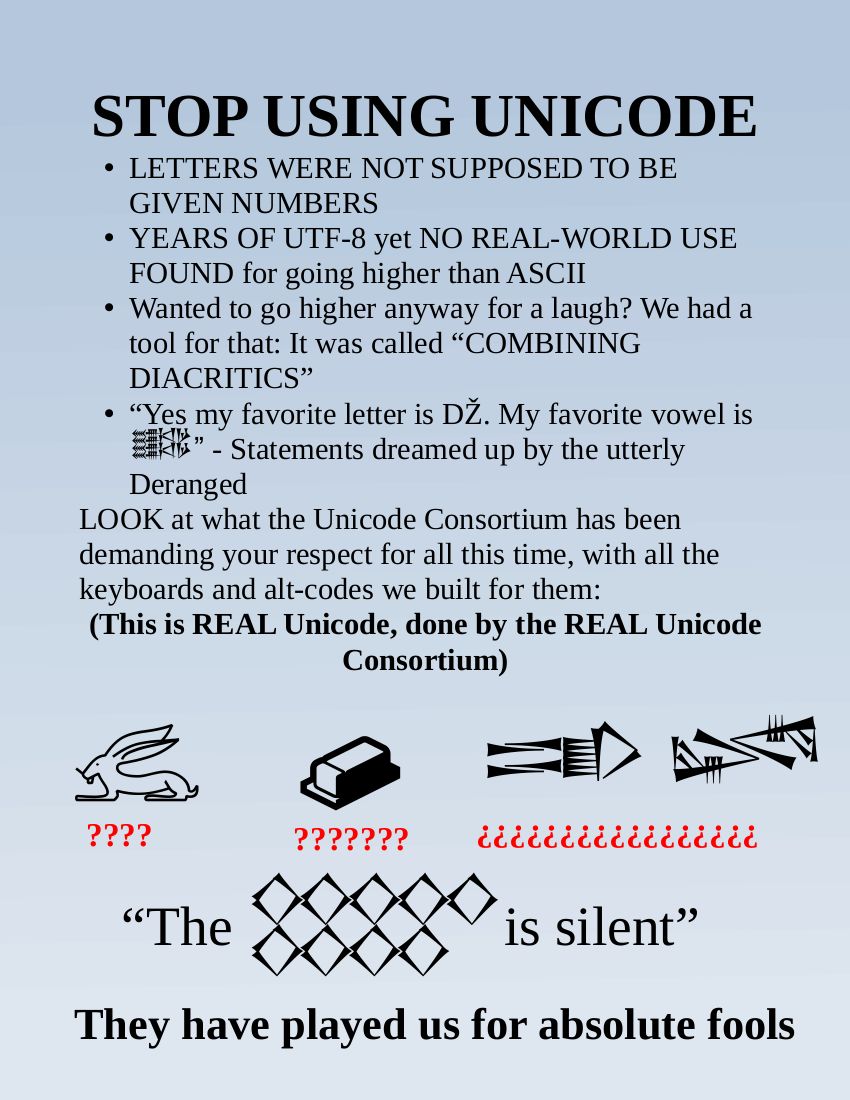 STOP USING UNICODE
• LETTERS WERE NOT SUPPOSED TO BE
GIVEN NUMBERS
• YEARS OF UTF-8 yet NO REAL-WORLD USE
FOUND for going higher than ASCII
• Wanted to go higher anyway for a laugh? We had a
tool for that: It was called “COMBINING
DIACRITICS”
• “Yes my favorite letter is DŽ. My favorite vowel is
” - Statements dreamed up by the utterly
Deranged
LOOK at what the Unicode Consortium has been
demanding your respect for all this time, with all the
keyboards and alt-codes we built for them:
(This is REAL Unicode, done by the REAL Unicode
Consortium)
???? ??????? ¿¿¿¿¿¿¿¿¿¿¿¿¿¿¿¿¿
“The is silent”
They have played us for absolute fools